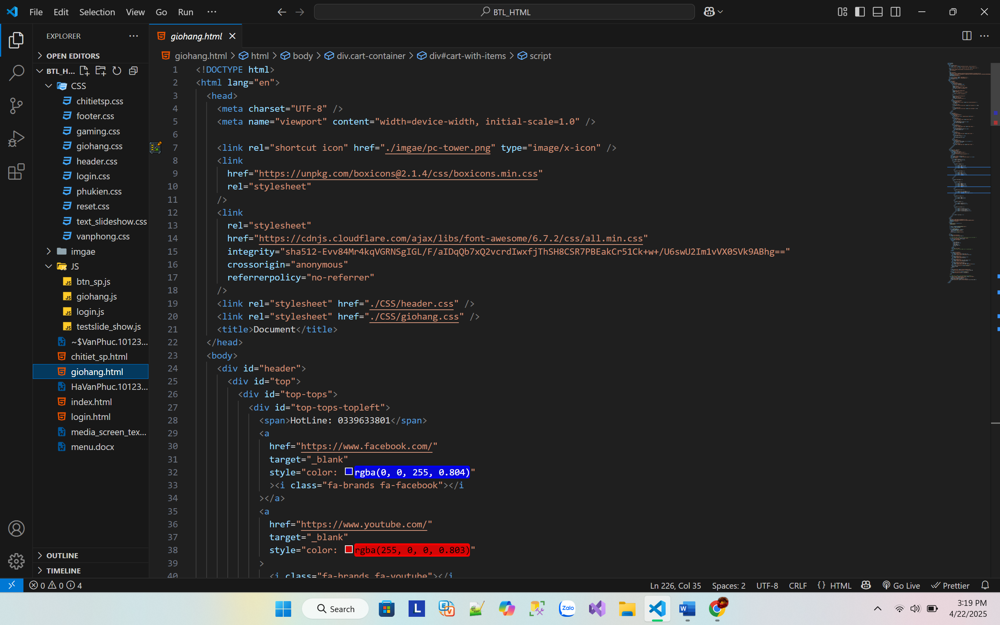 File Edit Selection View Go Run ···
BTL_HTML
EXPLORER ···
giohang.html
OPEN EDITORS
giohang.html > html > body > div.cart-container > div#cart-with-items > script
BTL_H...
CSS
chitietsp.css
footer.css
gaming.css
giohang.css
header.css
login.css
phukien.css
reset.css
text_slideshow.css
vanphong.css
imgae
JS
btn_sp.js
giohang.js
login.js
testslide_show.js
~$VanPhuc.10123...
chitiet_sp.html
giohang.html
HaVanPhuc.10123...
index.html
login.html
media_screen_tex...
menu.docx
OUTLINE
TIMELINE
1 <!DOCTYPE html>
2 <html lang="en">
3 <head>
4 <meta charset="UTF-8" />
5 <meta name="viewport" content="width=device-width, initial-scale=1.0" />
6
7 <link rel="shortcut icon" href="./imgae/pc-tower.png" type="image/x-icon" />
8 <link
9 href="https://unpkg.com/boxicons@2.1.4/css/boxicons.min.css"
10 rel="stylesheet"
11 />
12 <link
13 rel="stylesheet"
14 href="https://cdnjs.cloudflare.com/ajax/libs/font-awesome/6.7.2/css/all.min.css"
15 integrity="sha512-Evv84Mr4kqVGRNSgIGL/F/aIDqQb7xQ2vcrdIwxfjThSH8CSR7PBEakCr51Ck+w+/U6swU2Im1vVX0SVk9ABhg=="
16 crossorigin="anonymous"
17 referrerpolicy="no-referrer"
18 />
19 <link rel="stylesheet" href="./CSS/header.css" />
20 <link rel="stylesheet" href="./CSS/giohang.css" />
21 <title>Document</title>
22 </head>
23 <body>
24 <div id="header">
25 <div id="top">
26 <div id="top-tops">
27 <div id="top-tops-topleft">
28 <span>HotLine: 0339633801</span>
29 <a
30 href="https://www.facebook.com/"
31 target="_blank"
32 style="color: rgba(0, 0, 255, 0.804)"
33 ><i class="fa-brands fa-facebook"></i
34 ></a>
35 <a
36 href="https://www.youtube.com/"
37 target="_blank"
38 style="color: rgba(255, 0, 0, 0.803)"
39 >
40 <i class="fa-brands fa-youtube"></i
0 0 4
Ln 226, Col 35 Spaces: 2 UTF-8 CRLF {} HTML Go Live Prettier
Search
L
Zalo
3:19 PM
4/22/2025